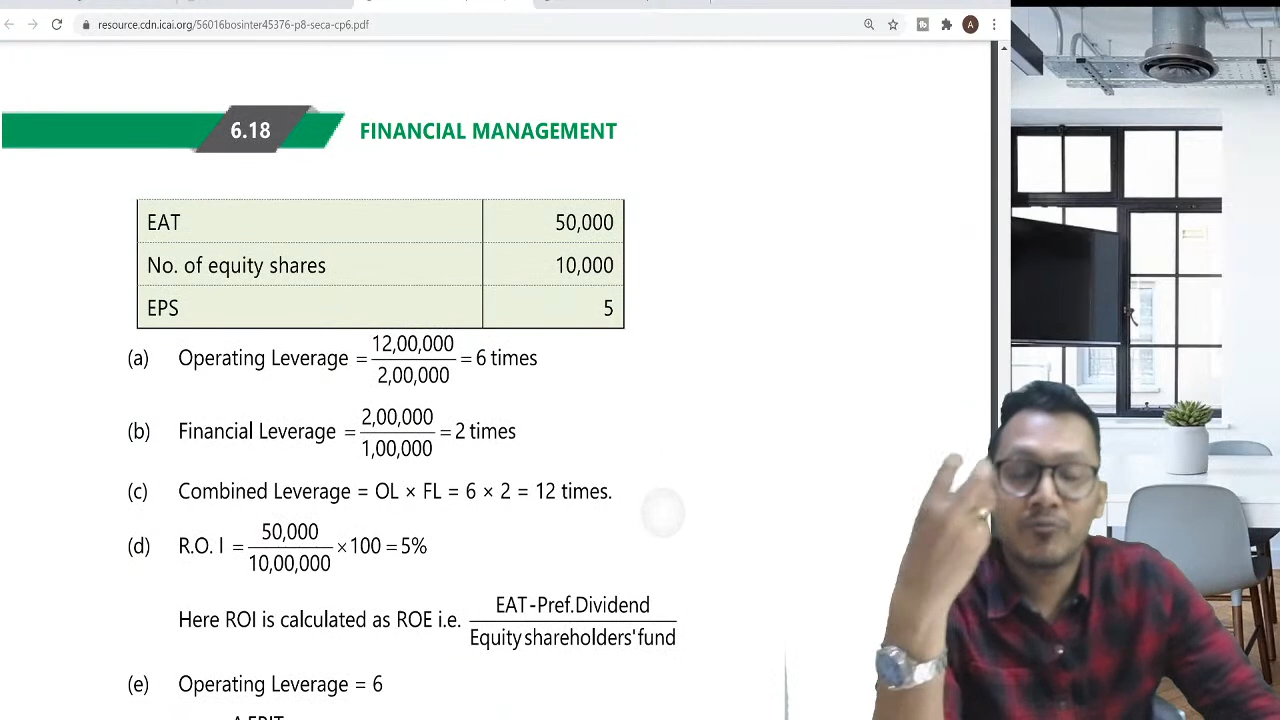 resource.cdn.icai.org/56016bosinter45376-p8-seca-cp6.pdf
A
6.18 FINANCIAL MANAGEMENT
EAT 50,000
No. of equity shares 10,000
EPS 5
(a) Operating Leverage = 12,00,000 / 2,00,000 = 6 times
(b) Financial Leverage = 2,00,000 / 1,00,000 = 2 times
(c) Combined Leverage = OL × FL = 6 × 2 = 12 times.
(d) R.O. I = 50,000 / 10,00,000 ×100 = 5%
Here ROI is calculated as ROE i.e. EAT-Pref.Dividend / Equity shareholders' fund
(e) Operating Leverage = 6